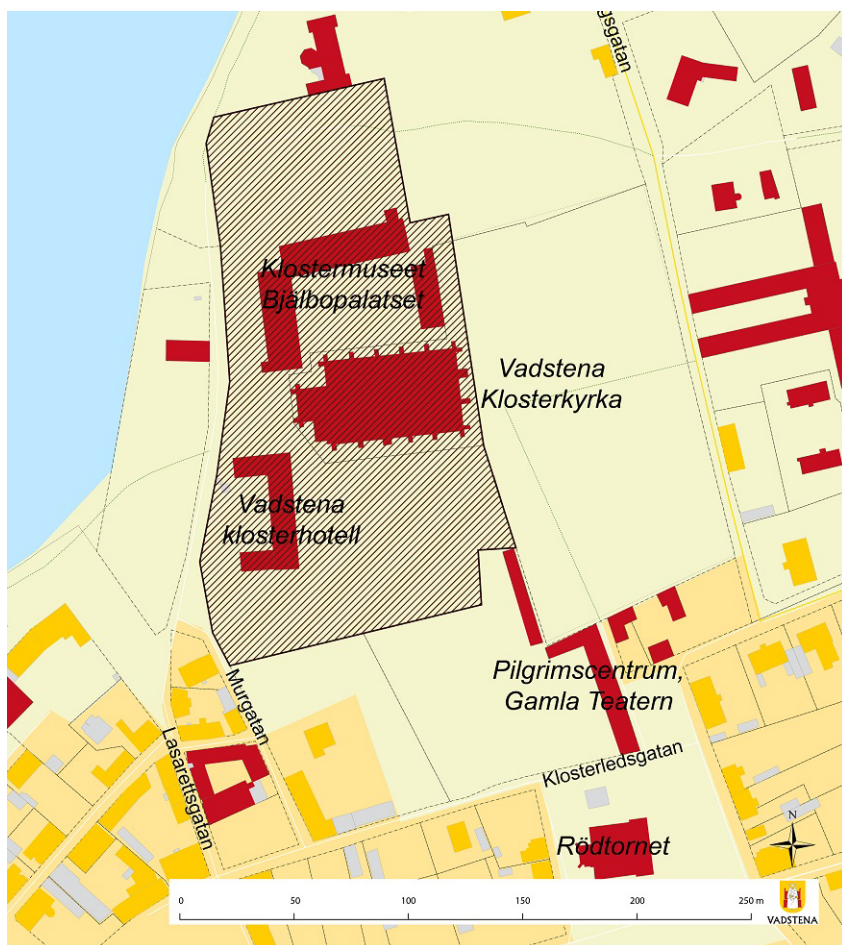 gsgatan
Klostermuseet
Bjälbopalatset
Vadstena
Klosterkyrka
Vadstena
klosterhotell
Pilgrimscentrum,
Gamla Teatern
Murgatan
Lasarettsgatan
Klosterledsgatan
Rödtornet
N
0 50 100 150 200 250 m
VADSTENA